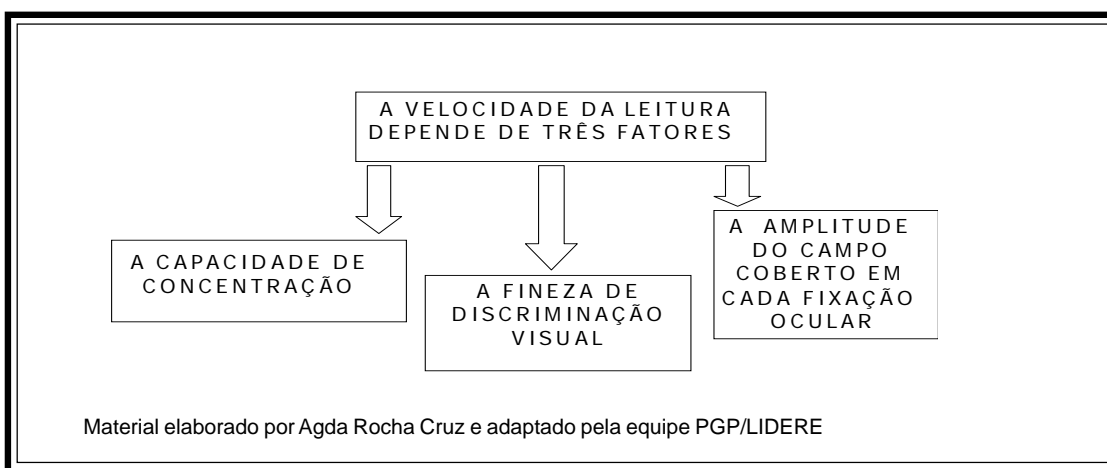 A VELOCIDADE DA LEITURA
DEPENDE DE TRÊS FATORES
A CAPACIDADE DE
CONCENTRAÇÃO
A FINEZA DE
DISCRIMINAÇÃO
VISUAL
A AMPLITUDE
DO CAMPO
COBERTO EM
CADA FIXAÇÃO
OCULAR
Material elaborado por Agda Rocha Cruz e adaptado pela equipe PGP/LIDERE